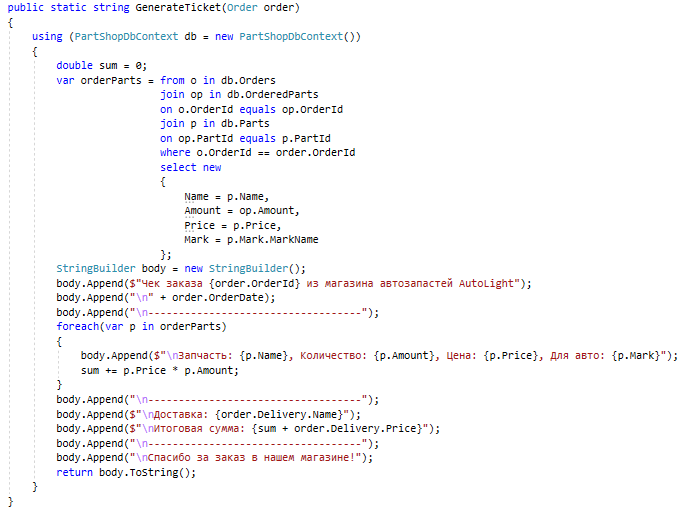 public static string GenerateTicket(Order order)
{
    using (PartShopDbContext db = new PartShopDbContext())
    {
        double sum = 0;
        var orderParts = from o in db.Orders
                         join op in db.OrderedParts
                         on o.OrderId equals op.OrderId
                         join p in db.Parts
                         on op.PartId equals p.PartId
                         where o.OrderId == order.OrderId
                         select new
                         {
                             Name = p.Name,
                             Amount = op.Amount,
                             Price = p.Price,
                             Mark = p.Mark.MarkName
                         };
        StringBuilder body = new StringBuilder();
        body.Append($"Чек заказа {order.OrderId} из магазина автозапастей AutoLight");
        body.Append("\n" + order.OrderDate);
        body.Append("\n-----------------------------------");
        foreach(var p in orderParts)
        {
            body.Append($"\nЗапчасть: {p.Name}, Количество: {p.Amount}, Цена: {p.Price}, Для авто: {p.Mark}");
            sum += p.Price * p.Amount;
        }
        body.Append("\n-----------------------------------");
        body.Append($"\nДоставка: {order.Delivery.Name}");
        body.Append($"\nИтоговая сумма: {sum + order.Delivery.Price}");
        body.Append("\n-----------------------------------");
        body.Append("\nСпасибо за заказ в нашем магазине!");
        return body.ToString();
    }
}